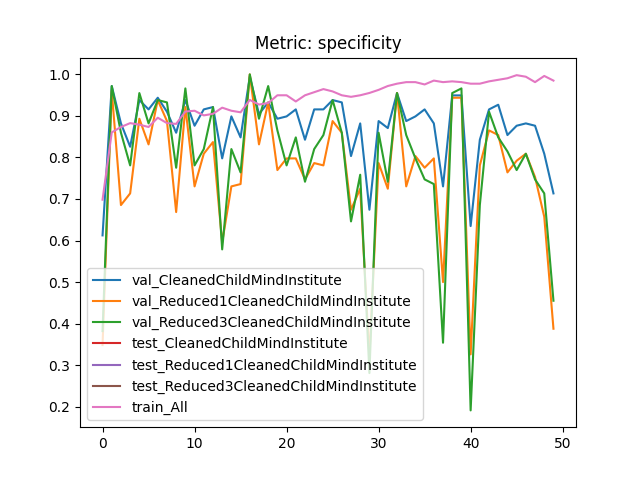 Metric: specificity
1.0
0.9
0.8
0.7
0.6
0.5
0.4
0.3
0.2
val_CleanedChildMindInstitute
val_Reduced1CleanedChildMindInstitute
val_Reduced3CleanedChildMindInstitute
test_CleanedChildMindInstitute
test_Reduced1CleanedChildMindInstitute
test_Reduced3CleanedChildMindInstitute
train_All
0 10 20 30 40 50